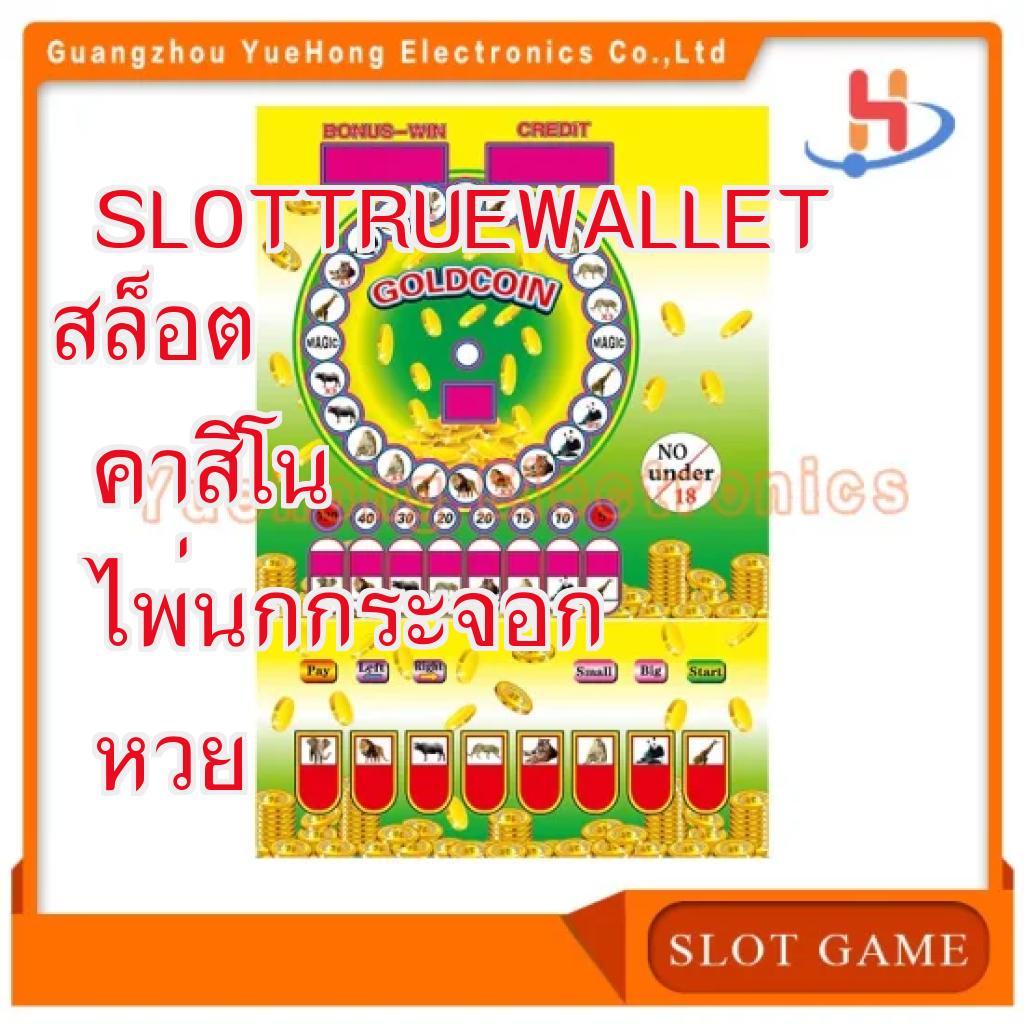 Guangzhou YueHong Electronics Co.,Ltd
BONUS-WIN CREDIT
SLOTTRUEWALLET
GOLDCOIN
สล็อต
MAGIC MAGIC
คาสิโน
NO
under
18
YueHong Electronics
40 30 20 20 15 10
ไพ่นกกระจอก
Pay Left Right Small Big Start
หวย
SLOT GAME